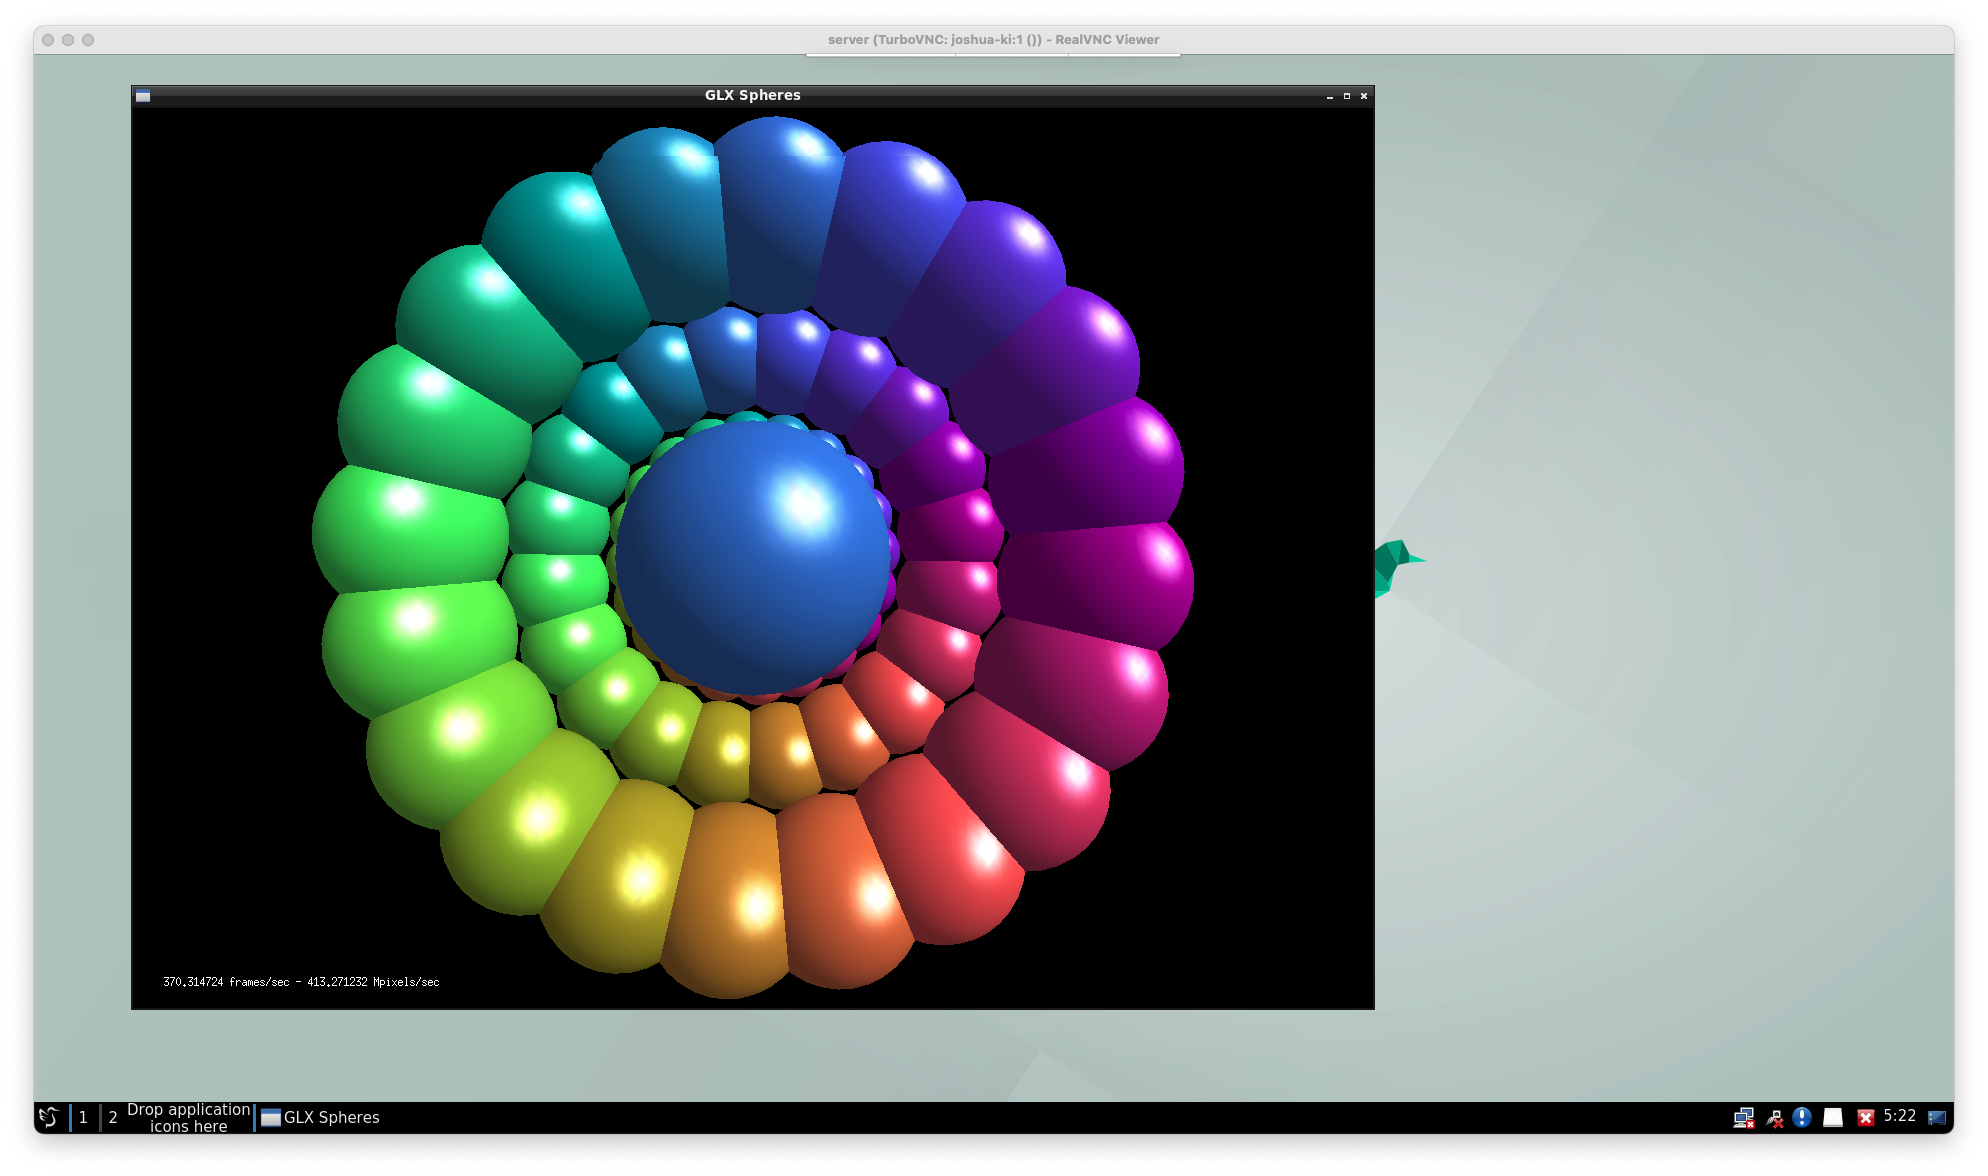 server (TurboVNC: joshua-ki:1 ()) - RealVNC Viewer
GLX Spheres
370.314724 frames/sec - 413.271232 Mpixels/sec
1
2
Drop application
icons here
GLX Spheres
5:22